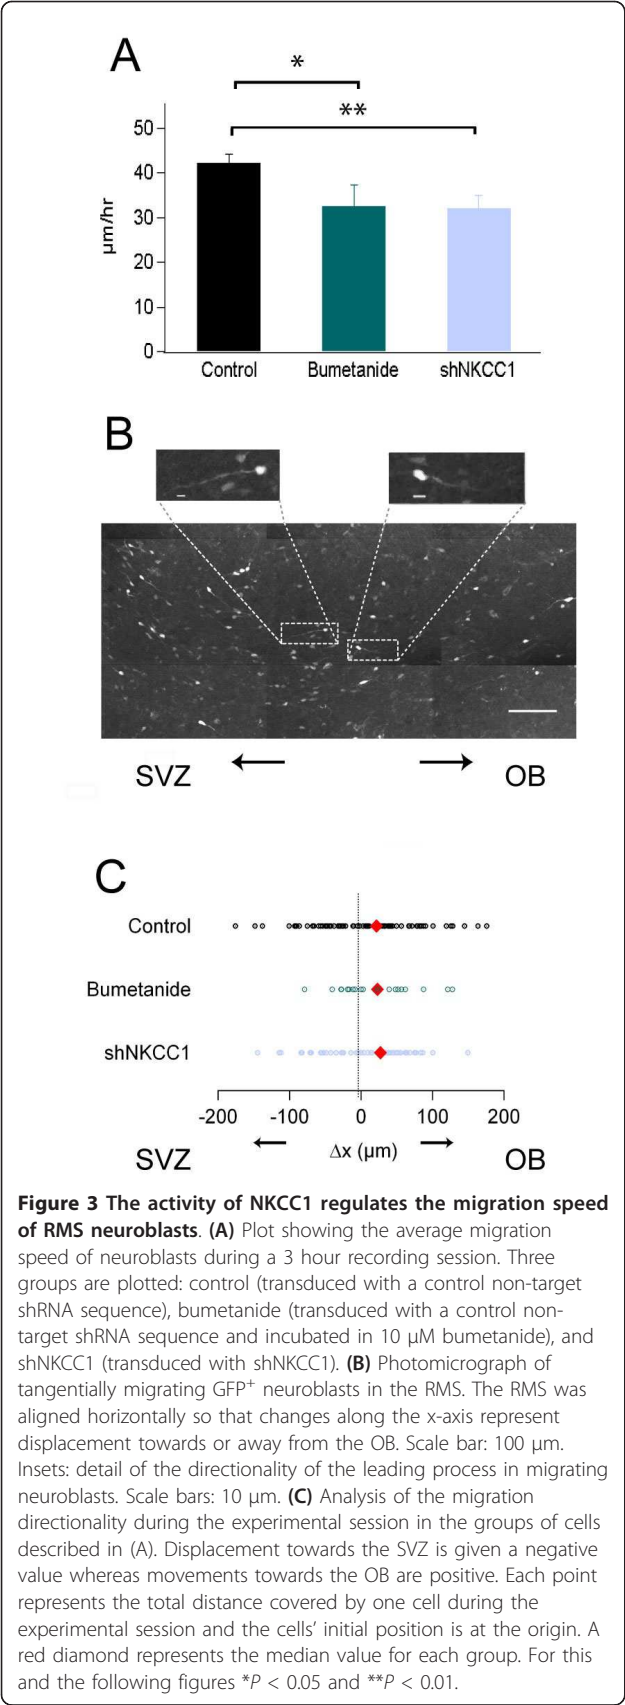 A
*
**
50
40
30
20
10
0
µm/hr
Control Bumetanide shNKCC1
B
SVZ OB
C
Control
Bumetanide
shNKCC1
-200 -100 0 100 200
Δx (µm)
SVZ OB
Figure 3 The activity of NKCC1 regulates the migration speed
of RMS neuroblasts. (A) Plot showing the average migration
speed of neuroblasts during a 3 hour recording session. Three
groups are plotted: control (transduced with a control non-target
shRNA sequence), bumetanide (transduced with a control non-
target shRNA sequence and incubated in 10 µM bumetanide), and
shNKCC1 (transduced with shNKCC1). (B) Photomicrograph of
tangentially migrating GFP+ neuroblasts in the RMS. The RMS was
aligned horizontally so that changes along the x-axis represent
displacement towards or away from the OB. Scale bar: 100 µm.
Insets: detail of the directionality of the leading process in migrating
neuroblasts. Scale bars: 10 µm. (C) Analysis of the migration
directionality during the experimental session in the groups of cells
described in (A). Displacement towards the SVZ is given a negative
value whereas movements towards the OB are positive. Each point
represents the total distance covered by one cell during the
experimental session and the cells' initial position is at the origin. A
red diamond represents the median value for each group. For this
and the following figures *P < 0.05 and **P < 0.01.